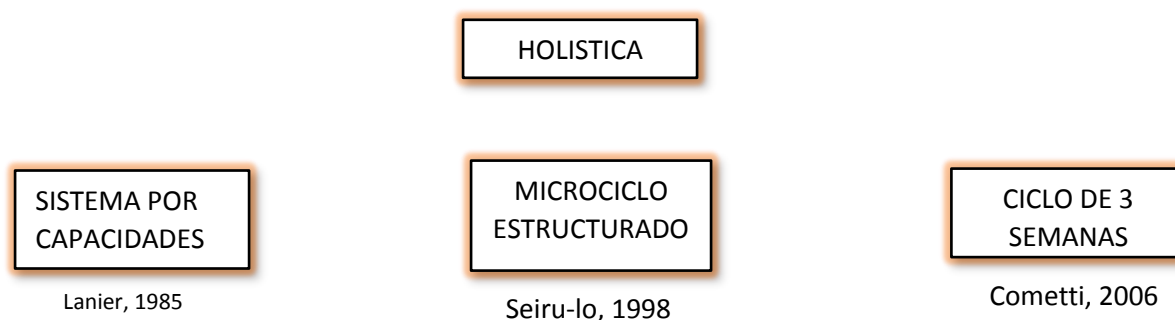 HOLISTICA
SISTEMA POR
CAPACIDADES
Lanier, 1985
MICROCICLO
ESTRUCTURADO
Seiru-lo, 1998
CICLO DE 3
SEMANAS
Cometti, 2006